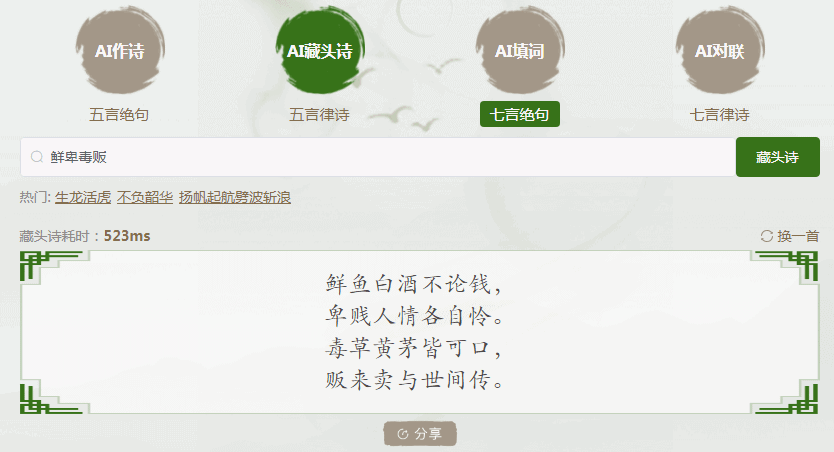 AI作诗 AI藏头诗 AI填词 AI对联
五言绝句 五言律诗 七言绝句 七言律诗
鲜卑毒贩 藏头诗
热门: 生龙活虎 不负韶华 扬帆起航劈波斩浪
藏头诗耗时：523ms 换一首
鲜鱼白酒不论钱，
卑贱人情各自怜。
毒草黄茅皆可口，
贩来卖与世间传。
分享